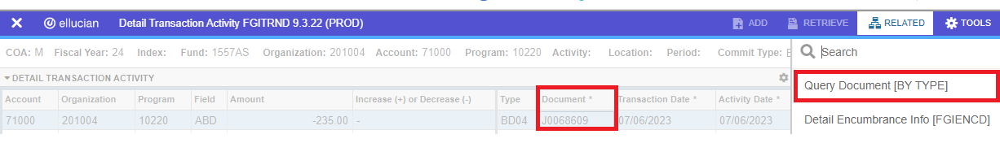 ellucian Detail Transaction Activity FGITRND 9.3.22 (PROD) ADD RETRIEVE RELATED TOOLS
COA: M Fiscal Year: 24 Index: Fund: 1557AS Organization: 201004 Account: 71000 Program: 10220 Activity: Location: Period: Commit Type:
Search
DETAIL TRANSACTION ACTIVITY
Query Document [BY TYPE]
Account Organization Program Field Amount Increase (+) or Decrease (-) Type Document * Transaction Date * Activity Date *
71000 201004 10220 ABD -235.00 - BD04 J0068609 07/06/2023 07/06/2023
Detail Encumbrance Info [FGIENCD]